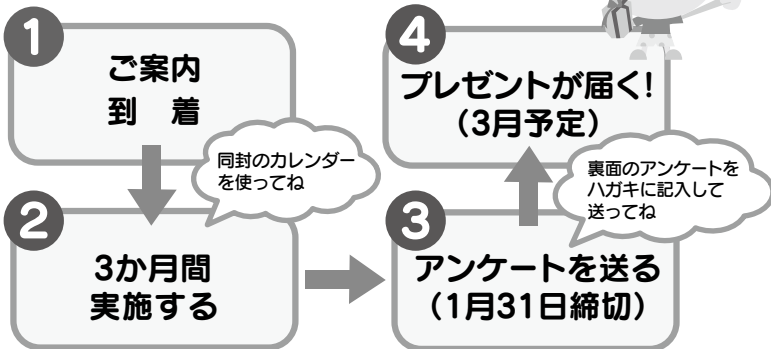 1
ご案内
到 着
同封のカレンダー
を使ってね
2
3か月間
実施する
3
アンケートを送る
(1月31日締切)
裏面のアンケートを
ハガキに記入して
送ってね
4
プレゼントが届く!
(3月予定)